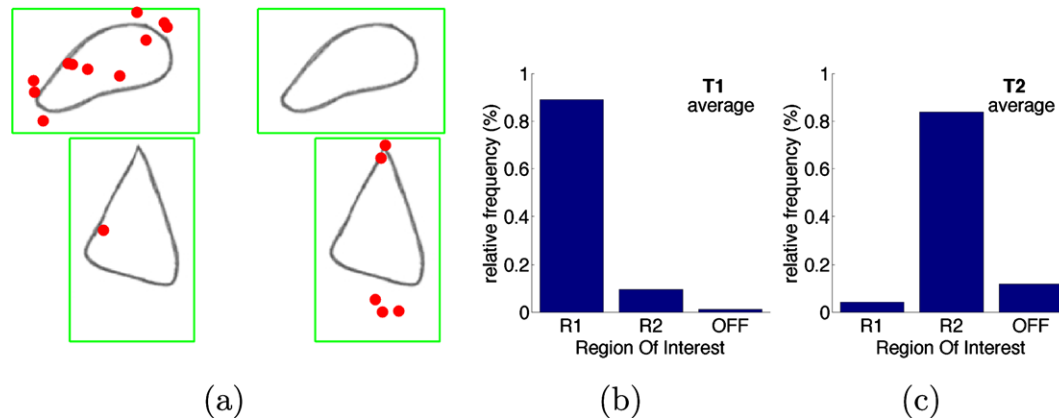 relative frequency (%)
1
0.8
0.6
0.4
0.2
0
T1
average
R1 R2 OFF
Region Of Interest
relative frequency (%)
1
0.8
0.6
0.4
0.2
0
T2
average
R1 R2 OFF
Region Of Interest
(a) (b) (c)